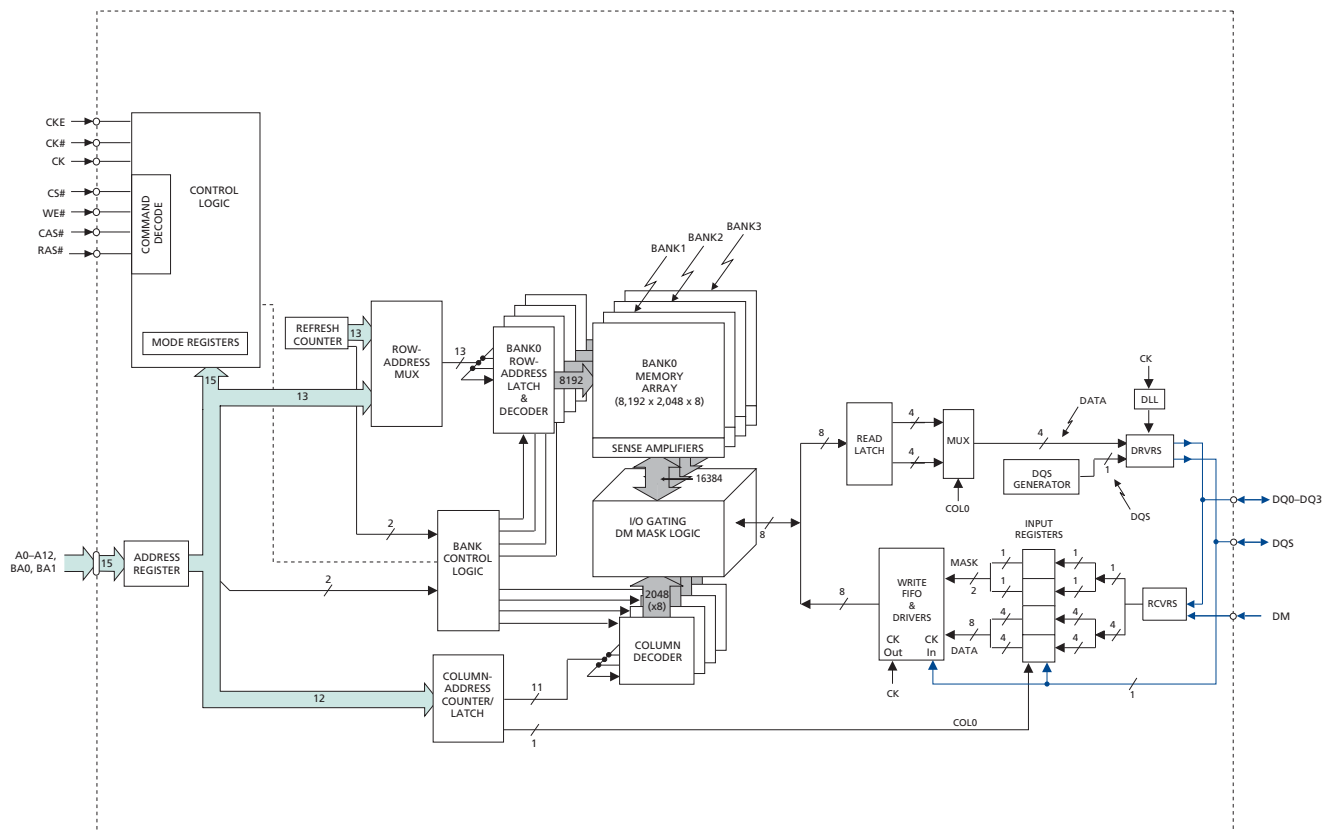 CKE
CK#
CK
CS#
WE#
CAS#
RAS#
COMMAND
DECODE
CONTROL
LOGIC
MODE REGISTERS
15
REFRESH
COUNTER
13
13
ROW-
ADDRESS
MUX
13
BANK0
ROW-
ADDRESS
LATCH
&
DECODER
8192
BANK1
BANK2
BANK3
BANK0
MEMORY
ARRAY
(8,192 x 2,048 x 8)
SENSE AMPLIFIERS
16384
I/O GATING
DM MASK LOGIC
8
2048
(x8)
COLUMN
DECODER
A0–A12,
BA0, BA1
15
ADDRESS
REGISTER
2
2
BANK
CONTROL
LOGIC
12
COLUMN-
ADDRESS
COUNTER/
LATCH
11
1
COL0
8
READ
LATCH
4
4
MUX
COL0
4
DATA
CK
DLL
DRVRS
DQS
GENERATOR
1
DQS
DQ0–DQ3
DQS
DM
INPUT
REGISTERS
8
WRITE
FIFO
&
DRIVERS
CK
Out
CK
In
CK
MASK
2
8
DATA
1
1
4
4
1
1
4
4
1
4
RCVRS
1